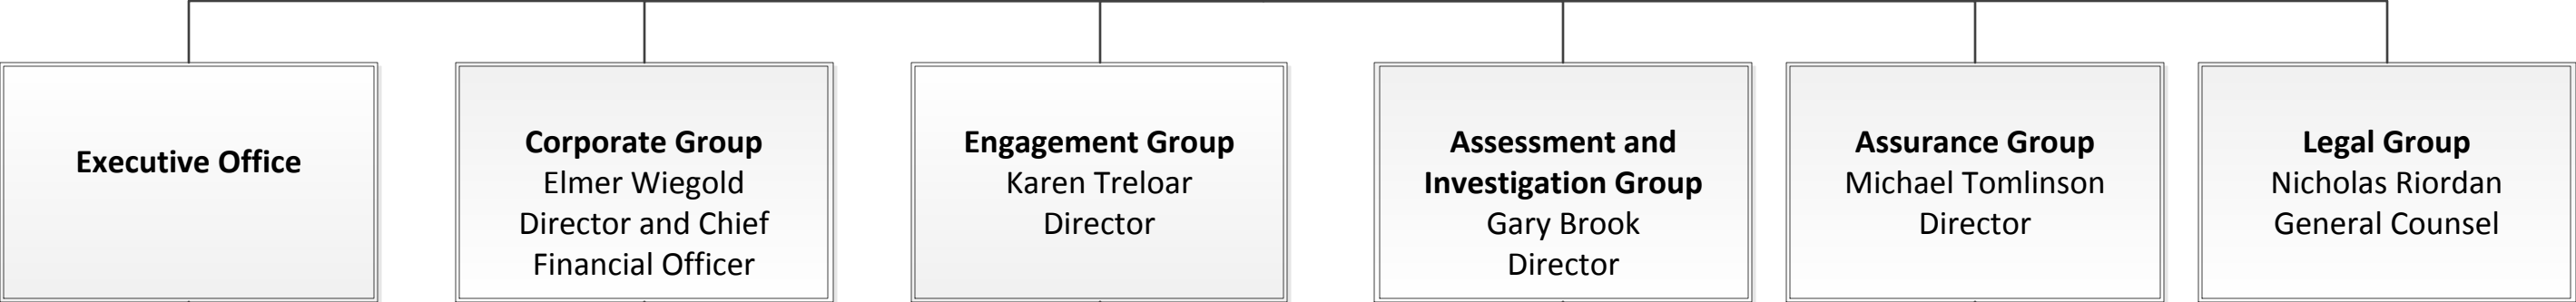 Executive Office
Corporate Group
Elmer Wiegold
Director and Chief
Financial Officer
Engagement Group
Karen Treloar
Director
Assessment and
Investigation Group
Gary Brook
Director
Assurance Group
Michael Tomlinson
Director
Legal Group
Nicholas Riordan
General Counsel